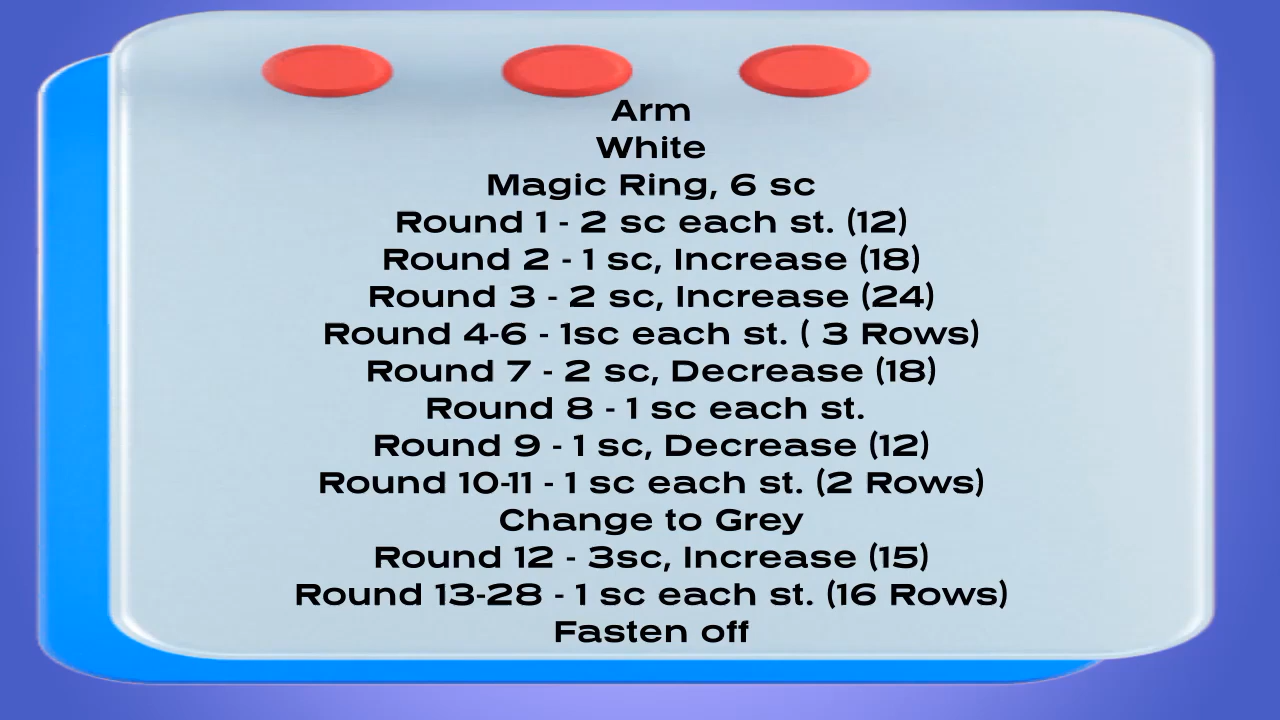 Arm
White
Magic Ring, 6 sc
Round 1 - 2 sc each st. (12)
Round 2 - 1 sc, Increase (18)
Round 3 - 2 sc, Increase (24)
Round 4-6 - 1sc each st. ( 3 Rows)
Round 7 - 2 sc, Decrease (18)
Round 8 - 1 sc each st.
Round 9 - 1 sc, Decrease (12)
Round 10-11 - 1 sc each st. (2 Rows)
Change to Grey
Round 12 - 3sc, Increase (15)
Round 13-28 - 1 sc each st. (16 Rows)
Fasten off